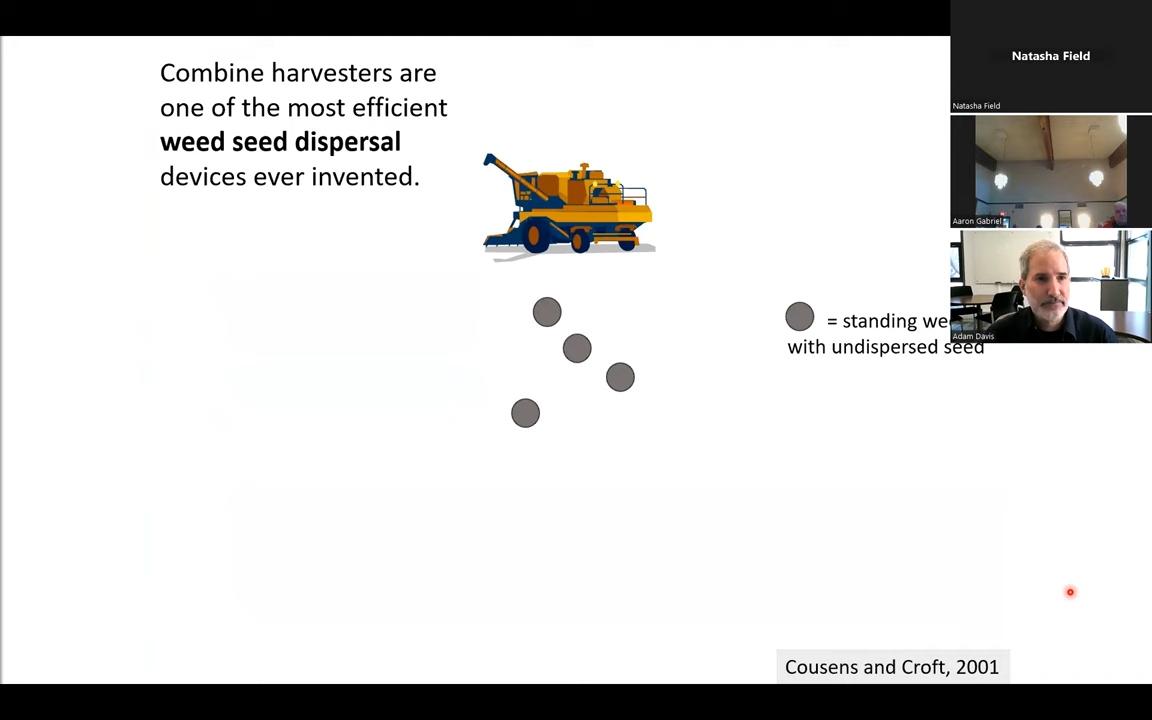 Combine harvesters are
one of the most efficient
weed seed dispersal
devices ever invented.
= standing
with undispersed seed
Cousens and Croft, 2001
Natasha Field
Natasha Field
Aaron Gabriel
Adam Davis